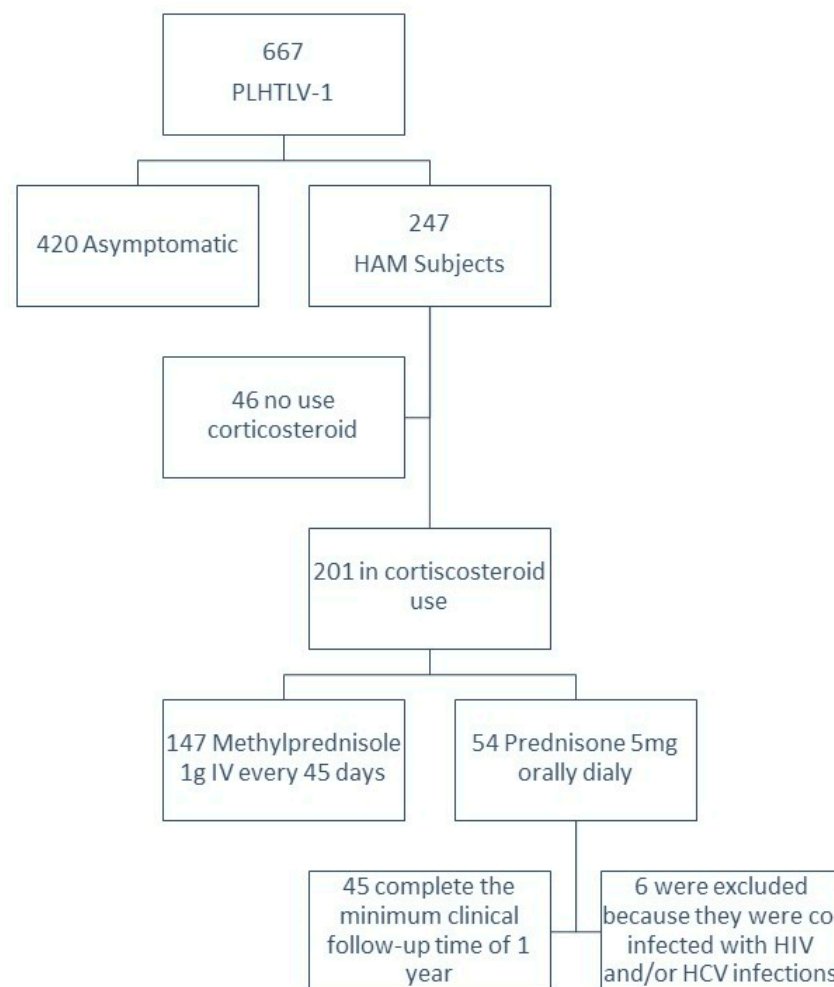 667
PLHTLV-1
420 Asymptomatic
247
HAM Subjects
46 no use
corticosteroid
201 in cortiscosteroid
use
147 Methylprednisole
1g IV every 45 days
54 Prednisone 5mg
orally dialy
45 complete the
minimum clinical
follow-up time of 1
year
6 were excluded
because they were co
infected with HIV
and/or HCV infections